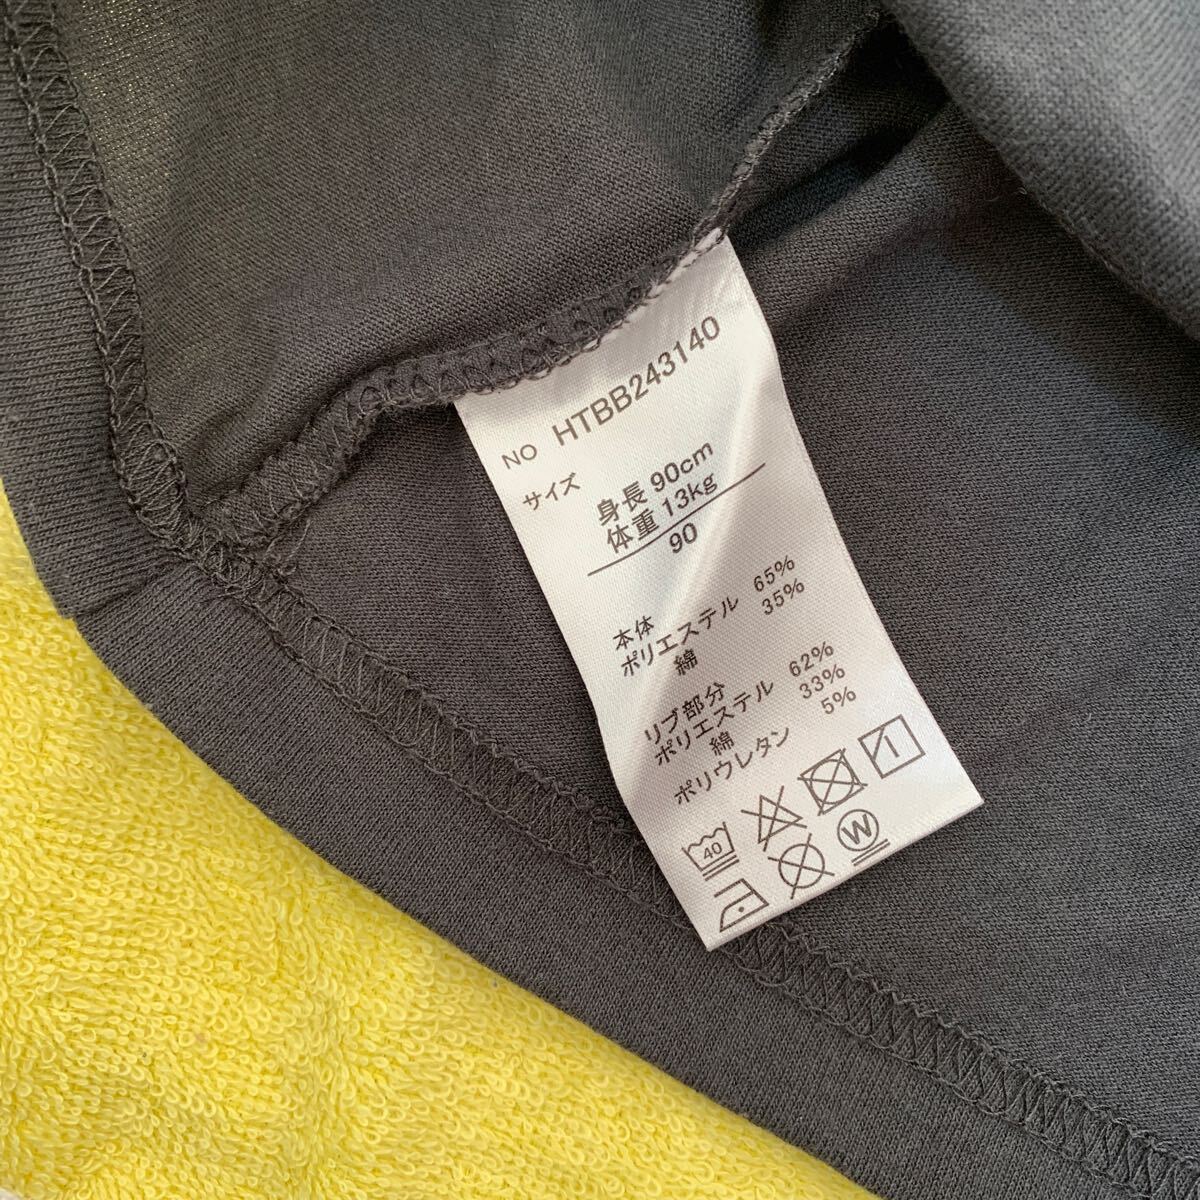 NO HTBB243140
サイズ
身長 90cm
体重 13kg
90
本体
ポリエステル 65%
綿 35%
リブ部分
ポリエステル 62%
綿 33%
ポリウレタン 5%
40
W